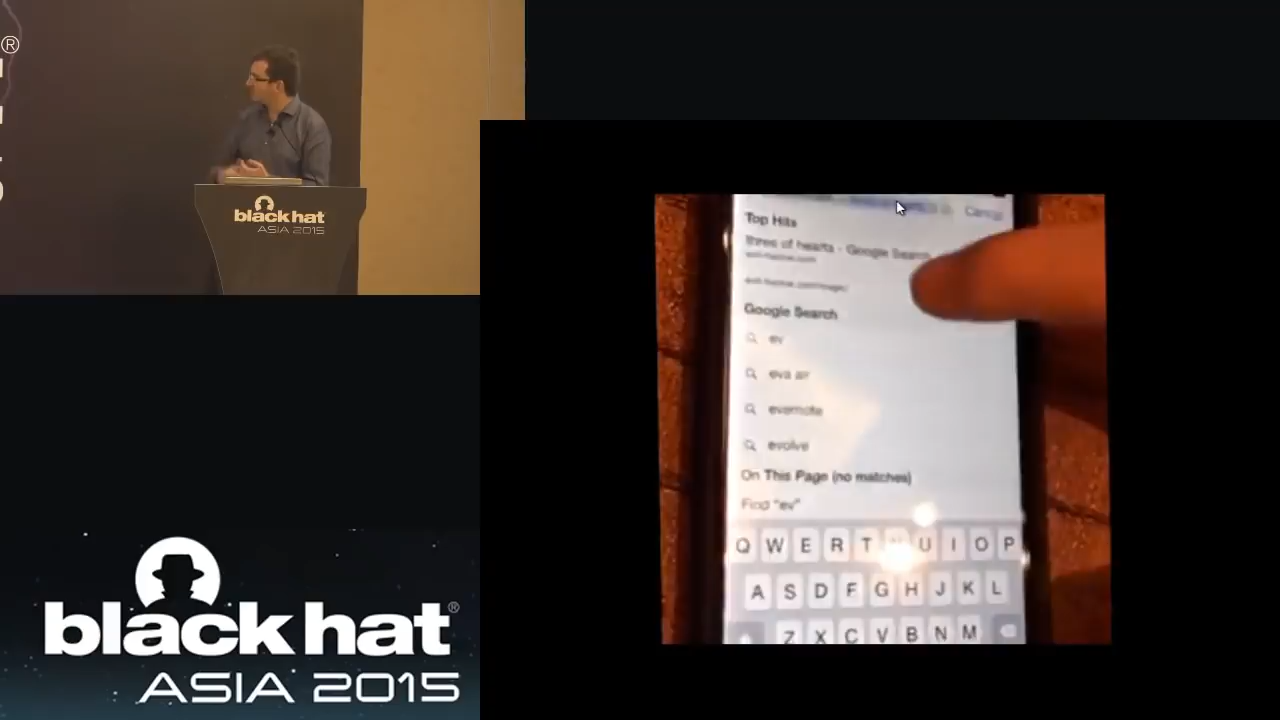 ®
black hat
ASIA 2015
Cancel
Top Hits
three of hearts - Google Search
Google Search
ev
eva air
evernote
evolve
On This Page (no matches)
Find "ev"
Q W E R T U I O P
A S D F G H J K L
Z X C V B N M
black hat®
ASIA 2015